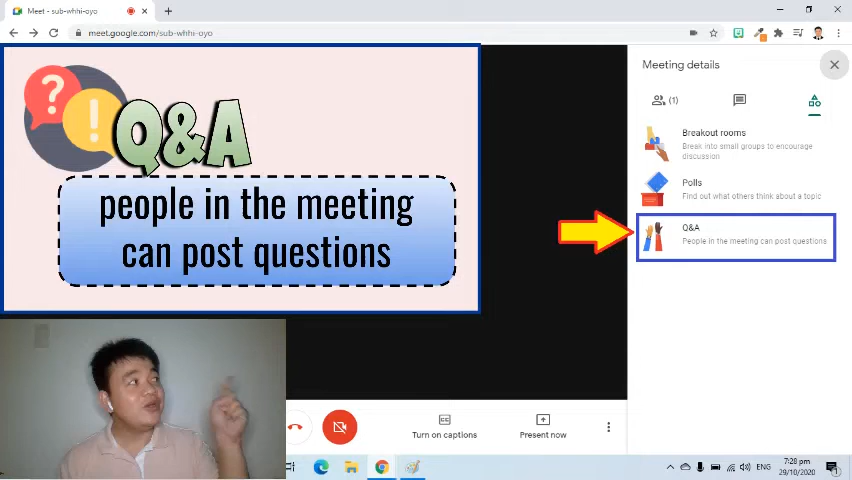 Meet - sub-whhi-oyo
meet.google.com/sub-whhi-oyo
Q&A
people in the meeting
can post questions
Meeting details
(1)
Breakout rooms
Break into small groups to encourage
discussion
Polls
Find out what others think about a topic
Q&A
People in the meeting can post questions
Turn on captions
Present now
ENG
7:28 pm
29/10/2020